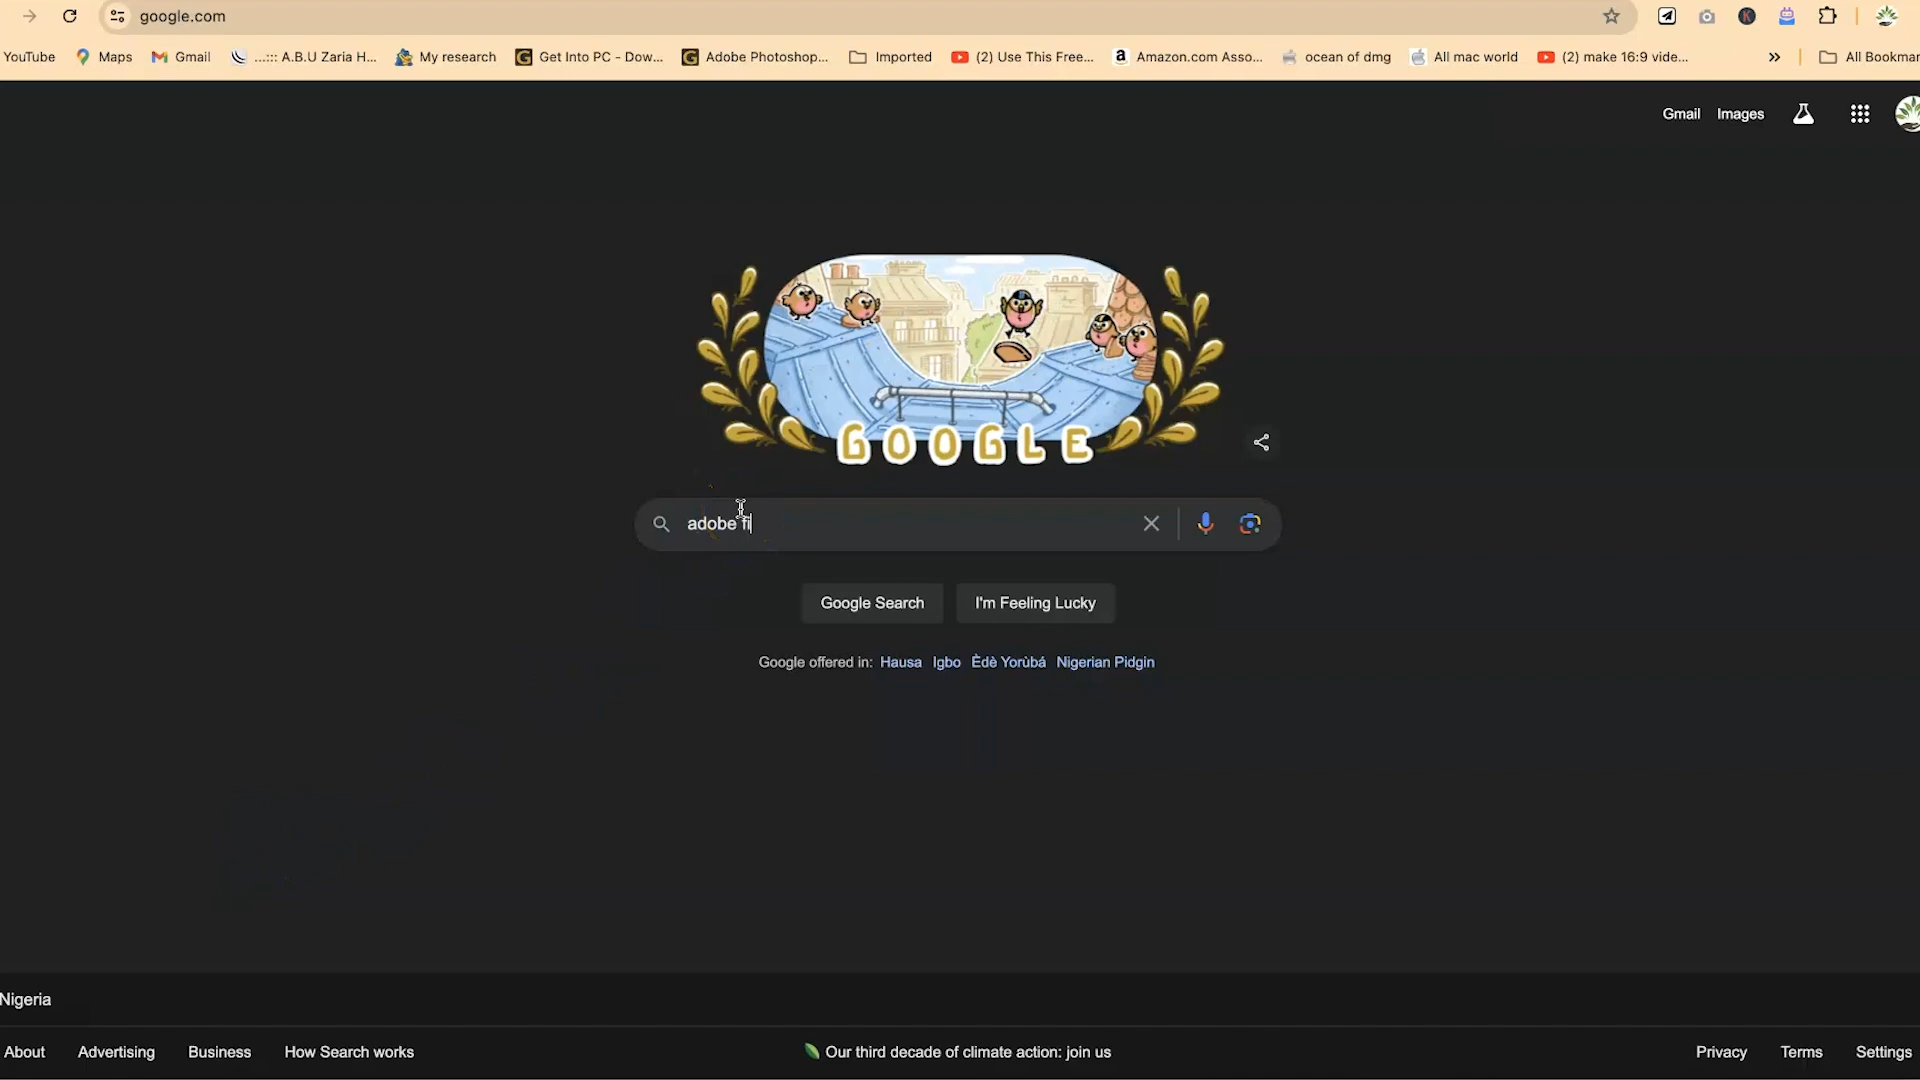 google.com
YouTube Maps Gmail ...::: A.B.U Zaria H... My research Get Into PC - Dow... Adobe Photoshop... Imported (2) Use This Free... Amazon.com Asso... ocean of dmg All mac world (2) make 16:9 vide... » All Bookmar
Gmail Images
GOOGLE
adobe fi
Google Search I'm Feeling Lucky
Google offered in: Hausa Igbo Èdè Yorùbá Nigerian Pidgin
Nigeria
About Advertising Business How Search works Our third decade of climate action: join us Privacy Terms Settings